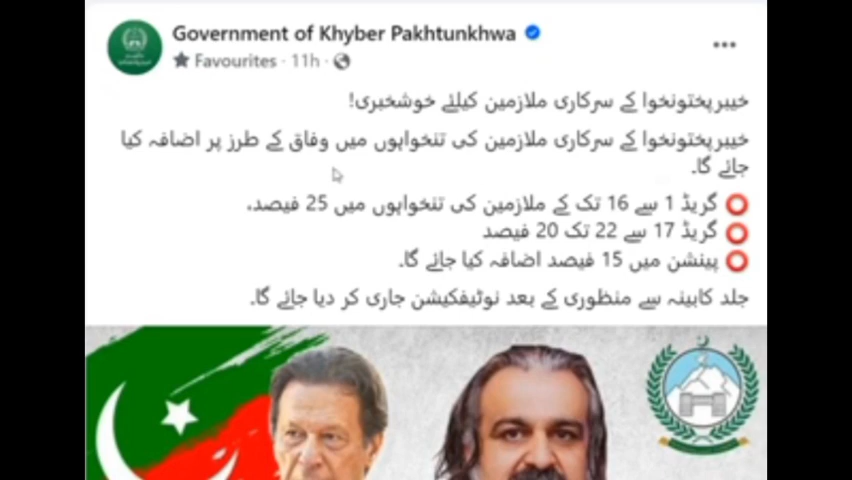 Government of Khyber Pakhtunkhwa
Favourites · 11h ·
خیبرپختونخوا کے سرکاری ملازمین کیلئے خوشخبری!
خیبرپختونخوا کے سرکاری ملازمین کی تنخواہوں میں وفاق کے طرز پر اضافہ کیا
جائے گا۔
گریڈ 1 سے 16 تک کے ملازمین کی تنخواہوں میں 25 فیصد،
گریڈ 17 سے 22 تک 20 فیصد
پینشن میں 15 فیصد اضافہ کیا جائے گا۔
جلد کابینہ سے منظوری کے بعد نوٹیفکیشن جاری کر دیا جائے گا۔